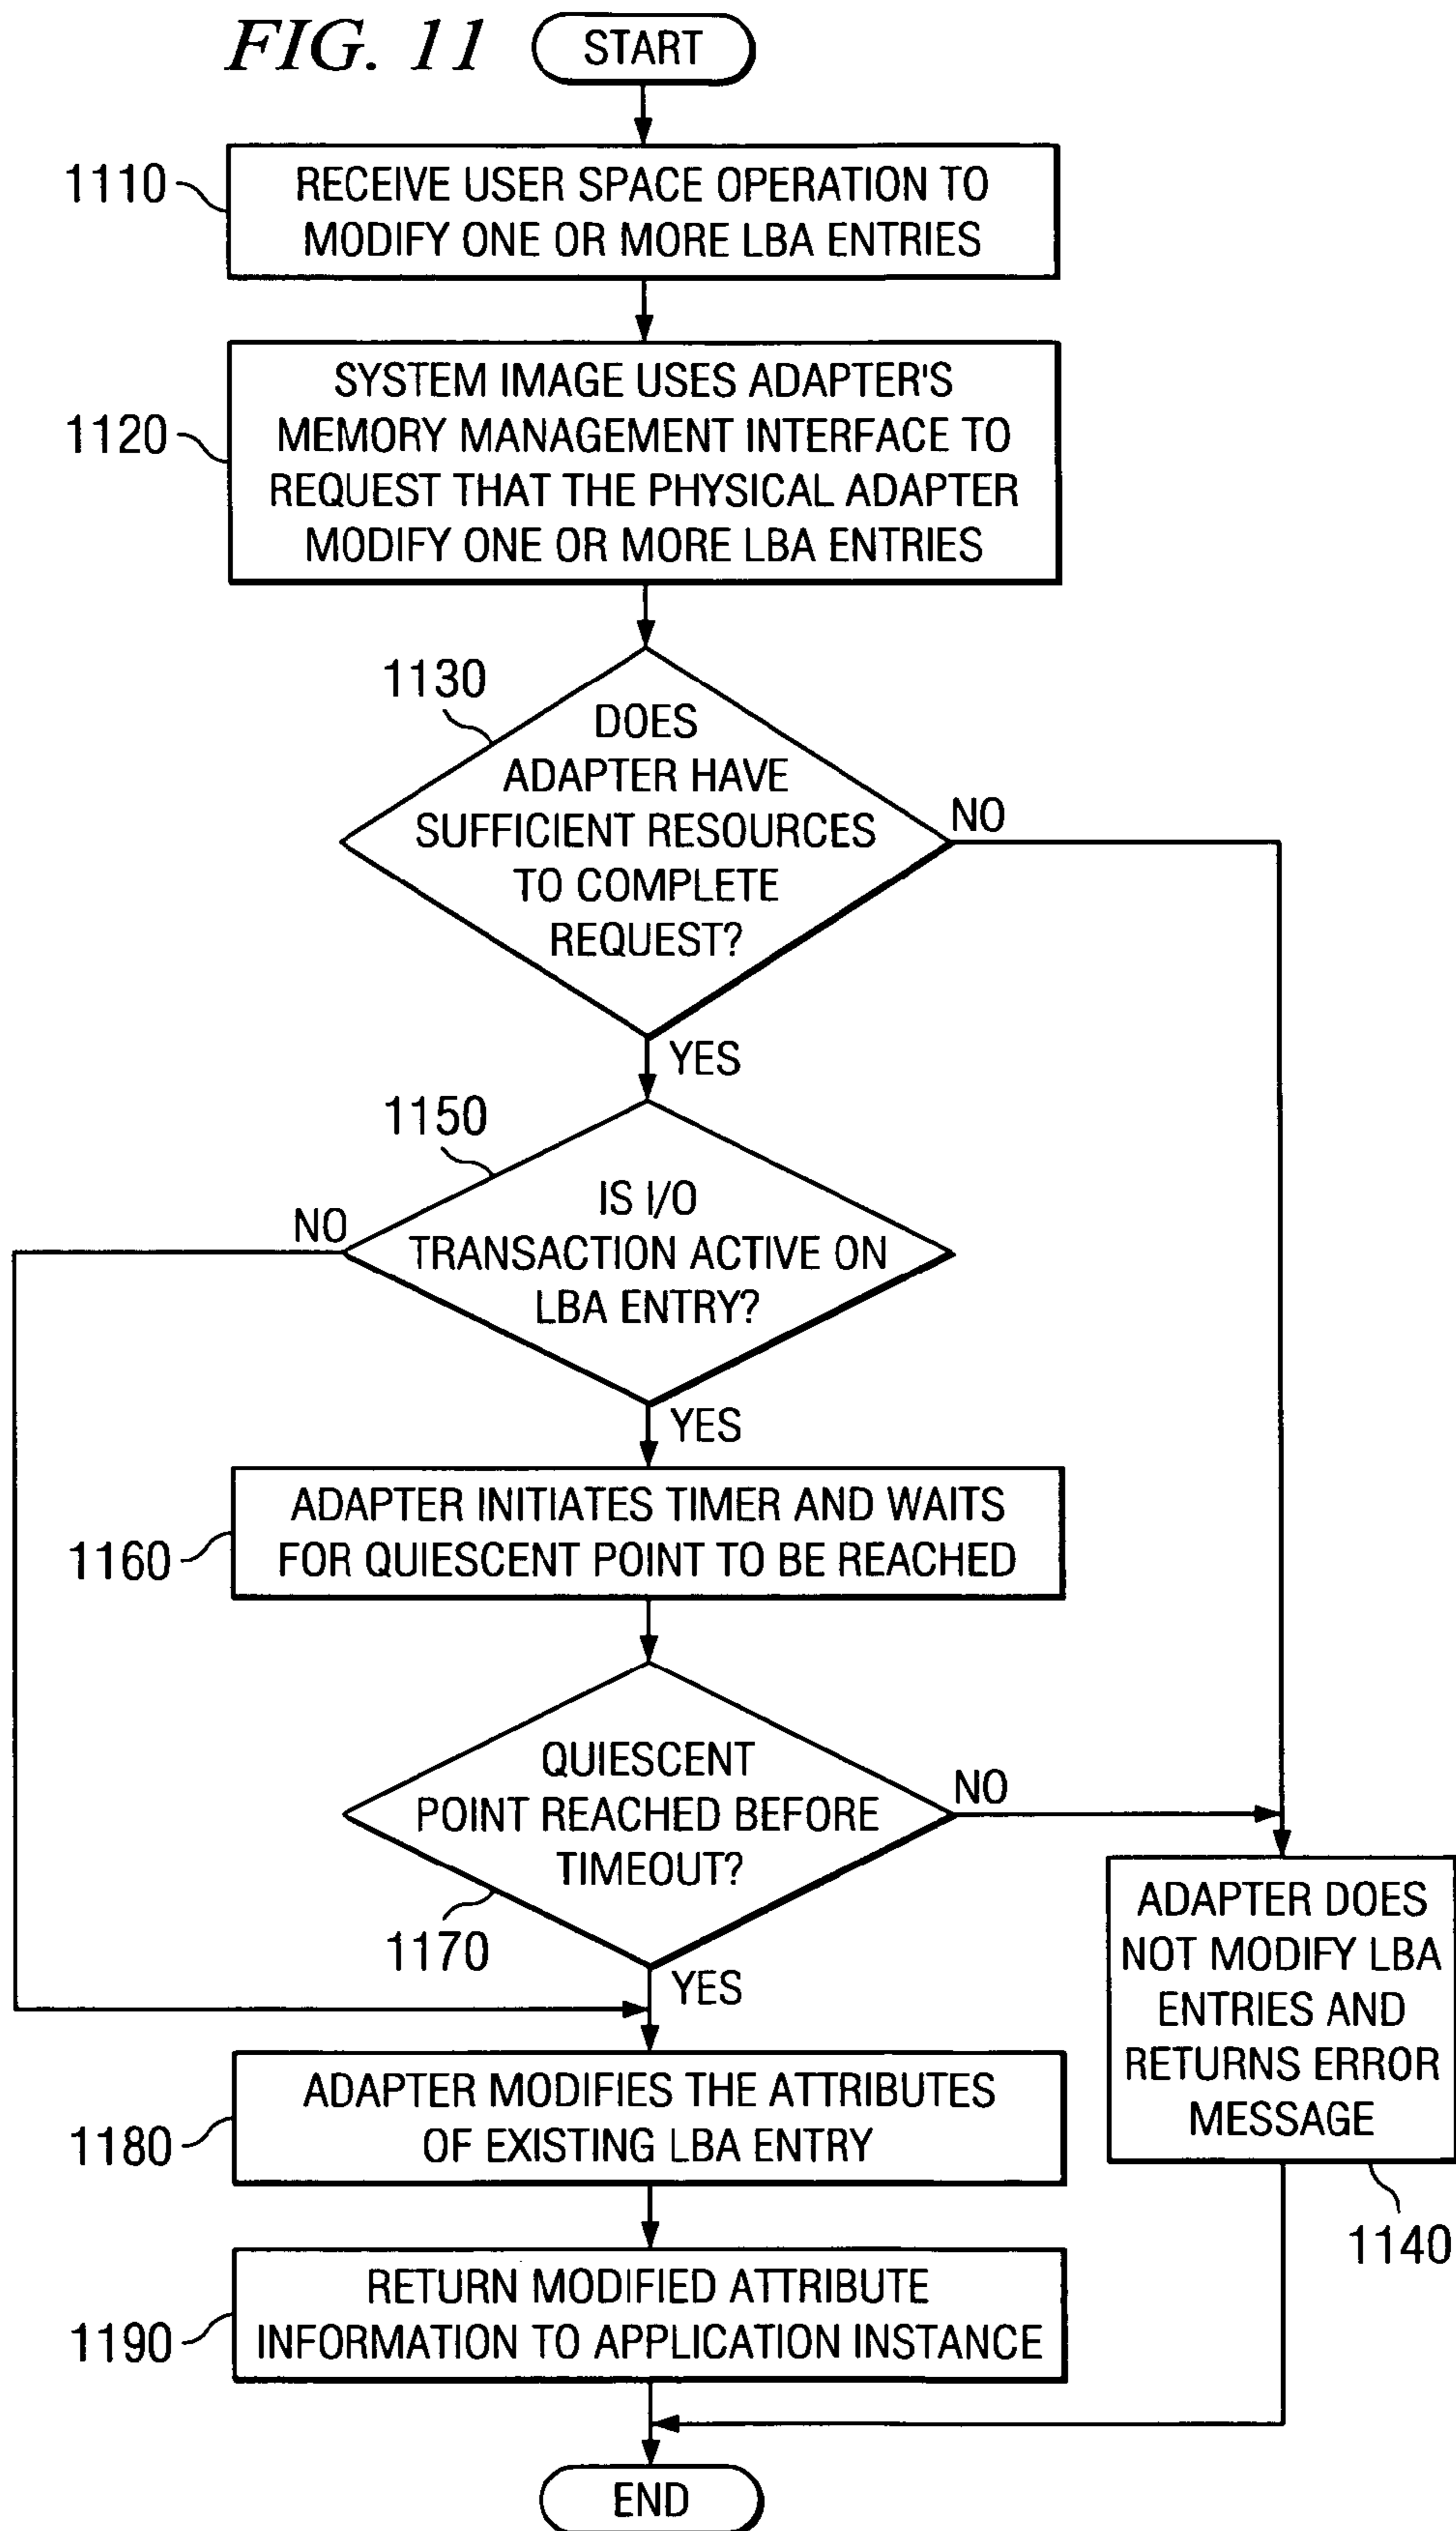 FIG. 11
START
1110
RECEIVE USER SPACE OPERATION TO
MODIFY ONE OR MORE LBA ENTRIES
1120
SYSTEM IMAGE USES ADAPTER'S
MEMORY MANAGEMENT INTERFACE TO
REQUEST THAT THE PHYSICAL ADAPTER
MODIFY ONE OR MORE LBA ENTRIES
1130
DOES
ADAPTER HAVE
SUFFICIENT RESOURCES
TO COMPLETE
REQUEST?
NO
YES
1150
IS I/O
TRANSACTION ACTIVE ON
LBA ENTRY?
NO
YES
1160
ADAPTER INITIATES TIMER AND WAITS
FOR QUIESCENT POINT TO BE REACHED
QUIESCENT
POINT REACHED BEFORE
TIMEOUT?
NO
1170
YES
ADAPTER DOES
NOT MODIFY LBA
ENTRIES AND
RETURNS ERROR
MESSAGE
1140
1180
ADAPTER MODIFIES THE ATTRIBUTES
OF EXISTING LBA ENTRY
1190
RETURN MODIFIED ATTRIBUTE
INFORMATION TO APPLICATION INSTANCE
END